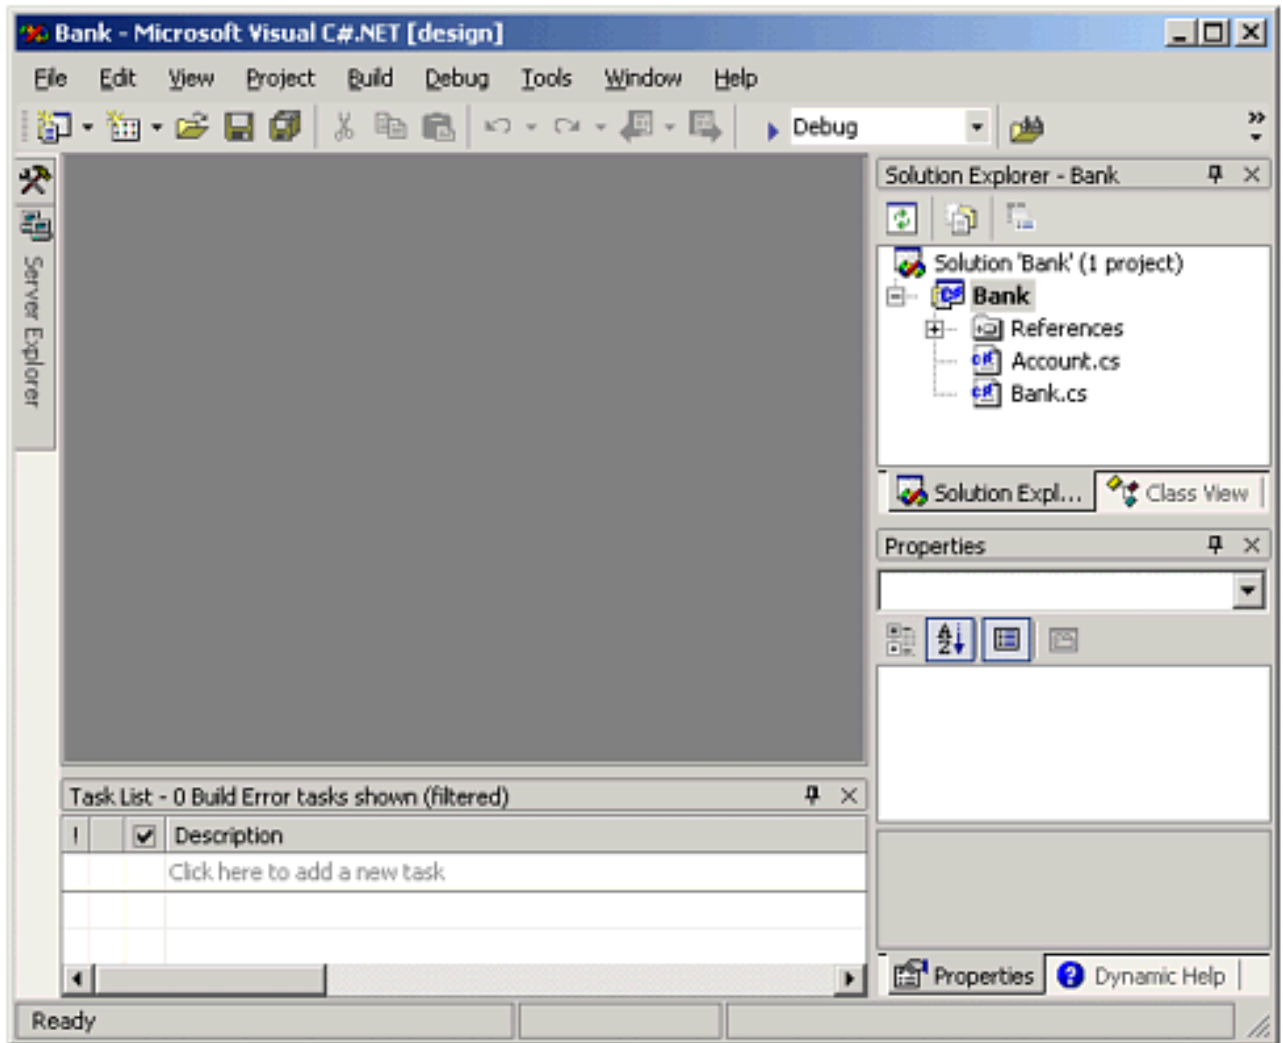 Bank - Microsoft Visual C#.NET [design]
File Edit View Project Build Debug Tools Window Help
Debug
Server Explorer
Solution Explorer - Bank
Solution 'Bank' (1 project)
Bank
References
Account.cs
Bank.cs
Solution Expl... Class View
Properties
Task List - 0 Build Error tasks shown (filtered)
! Description
Click here to add a new task
Properties Dynamic Help
Ready